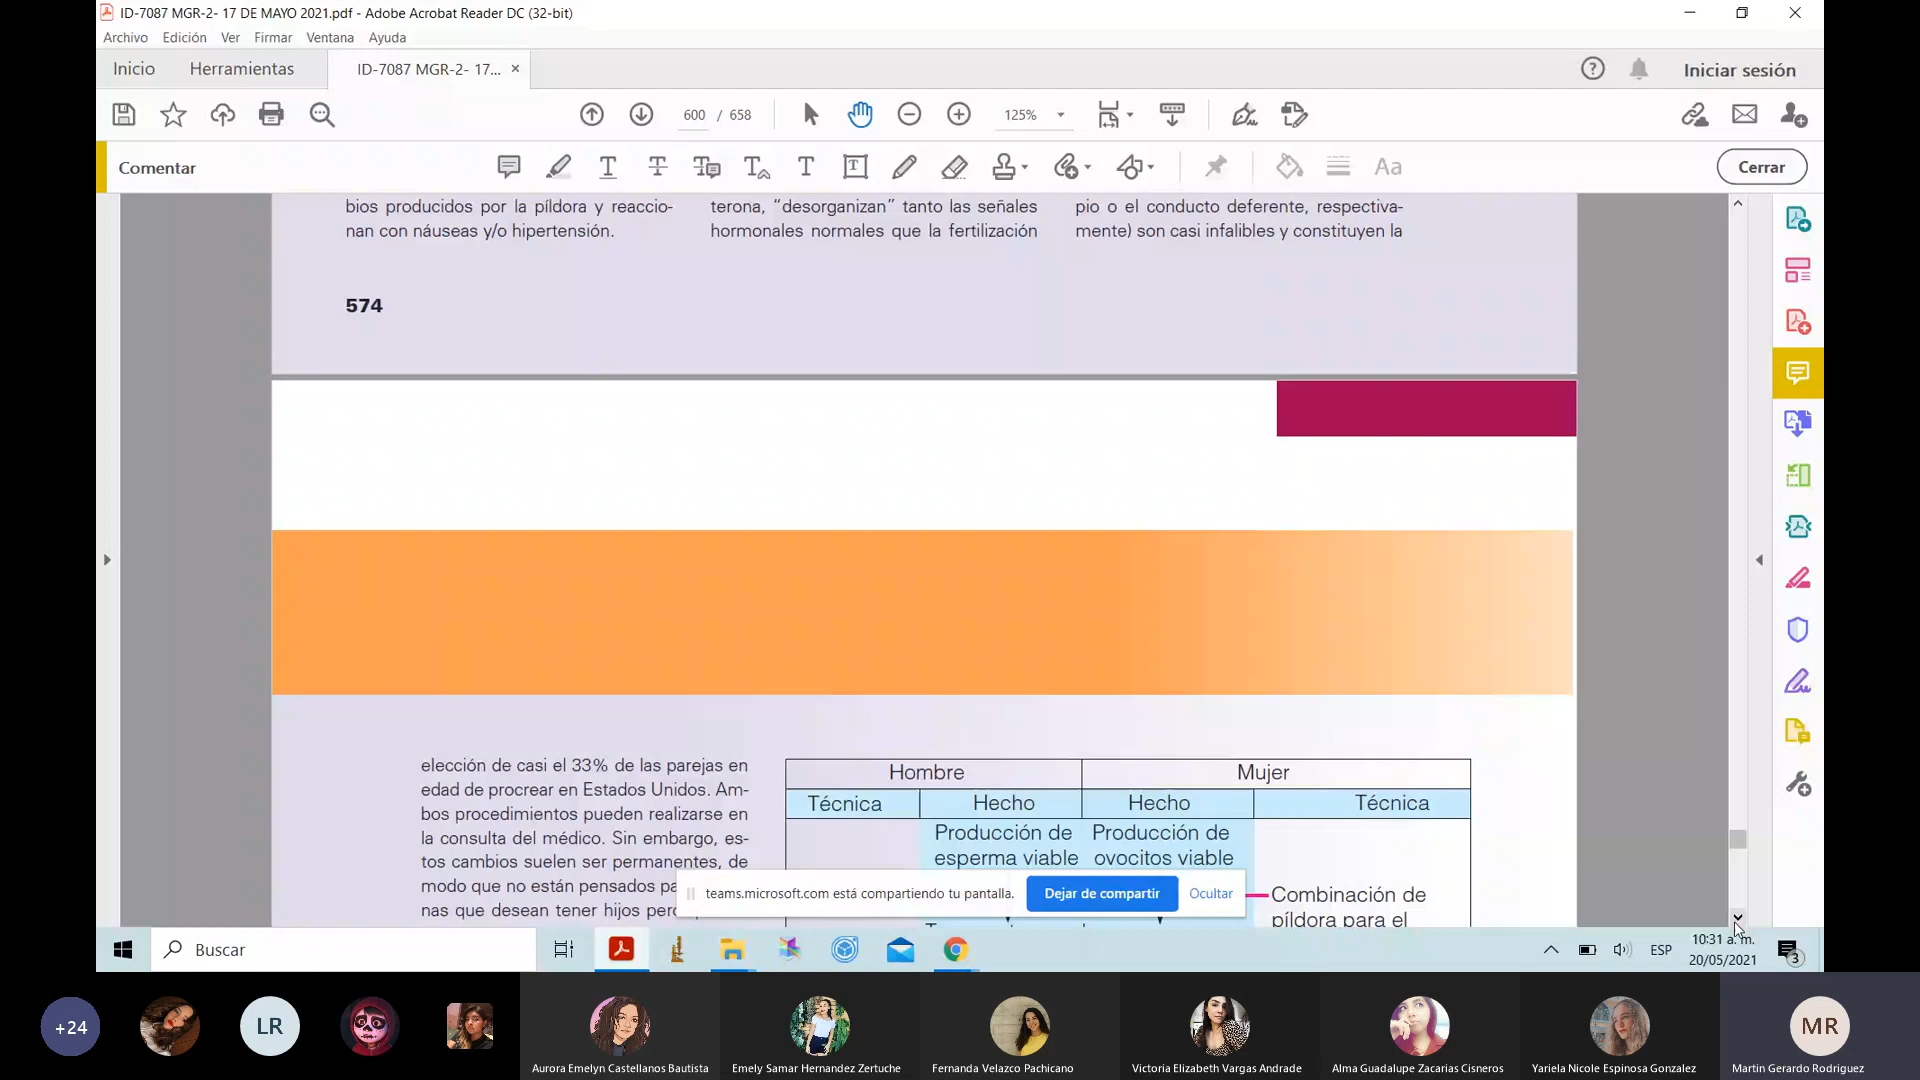 ID-7087 MGR-2- 17 DE MAYO 2021.pdf - Adobe Acrobat Reader DC (32-bit)
Archivo Edición Ver Firmar Ventana Ayuda
Inicio Herramientas ID-7087 MGR-2- 17... × Iniciar sesión
600 / 658 125%
Comentar Cerrar
bios producidos por la píldora y reaccio-
nan con náuseas y/o hipertensión.
terona, “desorganizan” tanto las señales
hormonales normales que la fertilización
pio o el conducto deferente, respectiva-
mente) son casi infalibles y constituyen la
574
elección de casi el 33% de las parejas en
edad de procrear en Estados Unidos. Am-
bos procedimientos pueden realizarse en
la consulta del médico. Sin embargo, es-
tos cambios suelen ser permanentes, de
modo que no están pensados
nas que desean tener hijos
Hombre Mujer
Técnica Hecho Hecho Técnica
Producción de
esperma viable
Producción de
ovocitos viable
Combinación de
píldora para el
teams.microsoft.com está compartiendo tu pantalla. Dejar de compartir Ocultar
Buscar
ESP
10:31 a. m.
20/05/2021
3
+24
LR
MR
Aurora Emelyn Castellanos Bautista
Emely Samar Hernandez Zertuche
Fernanda Velazco Pachicano
Victoria Elizabeth Vargas Andrade
Alma Guadalupe Zacarias Cisneros
Yariela Nicole Espinosa Gonzalez
Martin Gerardo Rodriguez